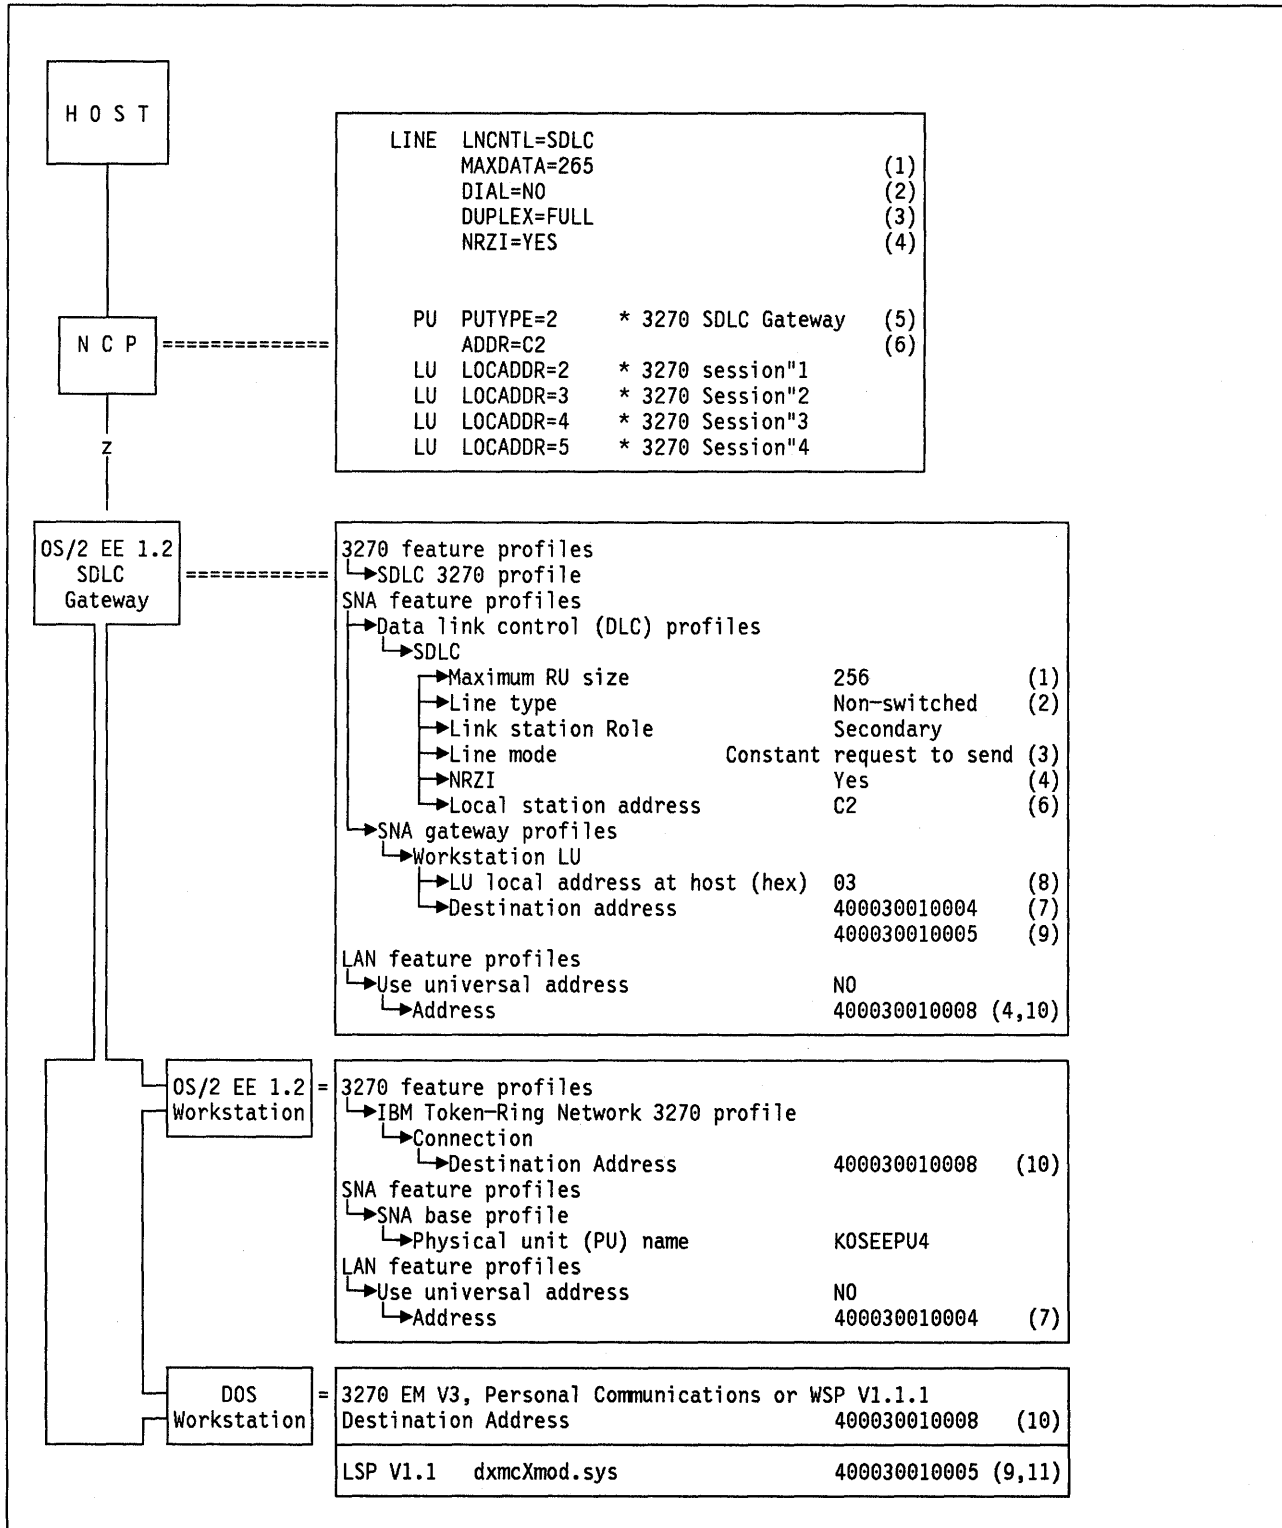 H O S T
LINE LNCNTL=SDLC
MAXDATA=265 (1)
DIAL=NO (2)
DUPLEX=FULL (3)
NRZI=YES (4)
PU PUTYPE=2 * 3270 SDLC Gateway (5)
N C P ==============
ADDR=C2 (6)
LU LOCADDR=2 * 3270 session"1
LU LOCADDR=3 * 3270 Session"2
LU LOCADDR=4 * 3270 Session"3
LU LOCADDR=5 * 3270 Session"4
Z
OS/2 EE 1.2
SDLC
Gateway
============
3270 feature profiles
SDLC 3270 profile
SNA feature profiles
Data link control (DLC) profiles
SDLC
Maximum RU size 256 (1)
Line type Non-switched (2)
Link station Role Secondary
Line mode Constant request to send (3)
NRZI Yes (4)
Local station address C2 (6)
SNA gateway profiles
Workstation LU
LU local address at host (hex) 03 (8)
Destination address 400030010004 (7)
400030010005 (9)
LAN feature profiles
Use universal address NO
Address 400030010008 (4,10)
OS/2 EE 1.2 =
Workstation
3270 feature profiles
IBM Token-Ring Network 3270 profile
Connection
Destination Address 400030010008 (10)
SNA feature profiles
SNA base profile
Physical unit (PU) name KOSEEPU4
LAN feature profiles
Use universal address NO
Address 400030010004 (7)
DOS =
Workstation
3270 EM V3, Personal Communications or WSP V1.1.1
Destination Address 400030010008 (10)
LSP V1.1 dxmcXmod.sys 400030010005 (9,11)